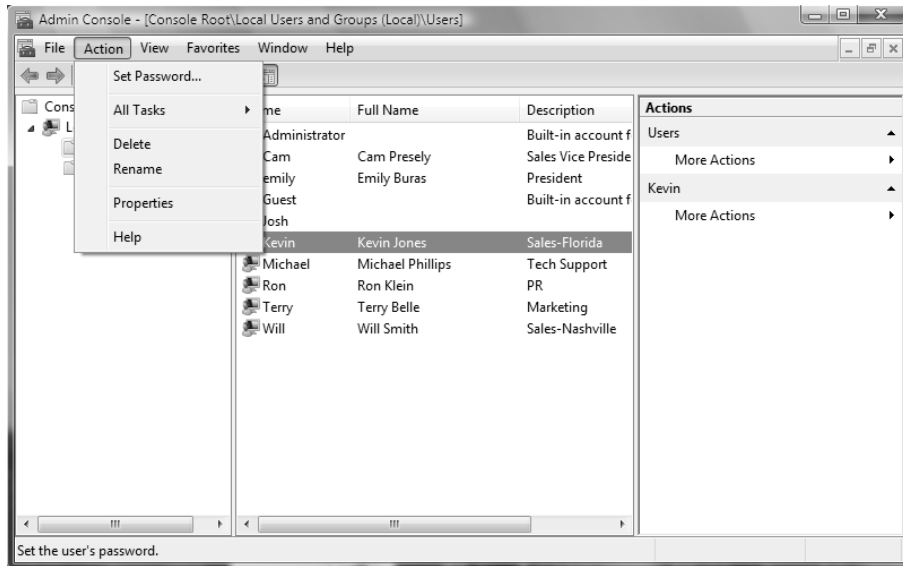 Admin Console - [Console Root\Local Users and Groups (Local)\Users]
File Action View Favorites Window Help
Set Password...
All Tasks
Delete
Rename
Properties
Help
Cons
L
me Full Name Description
Administrator Built-in account f
Cam Cam Presely Sales Vice Preside
emily Emily Buras President
Guest Built-in account f
Josh
Kevin Kevin Jones Sales-Florida
Michael Michael Phillips Tech Support
Ron Ron Klein PR
Terry Terry Belle Marketing
Will Will Smith Sales-Nashville
Actions
Users
More Actions
Kevin
More Actions
Set the user's password.